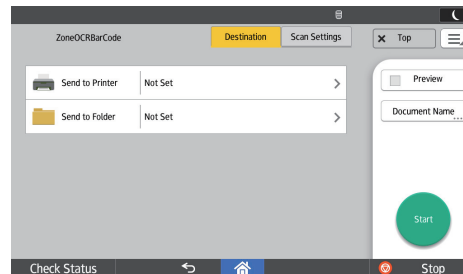 ZoneOCRBarCode
Destination
Scan Settings
Top
Send to Printer
Not Set
Send to Folder
Not Set
Preview
Document Name
...
Start
Check Status
Stop